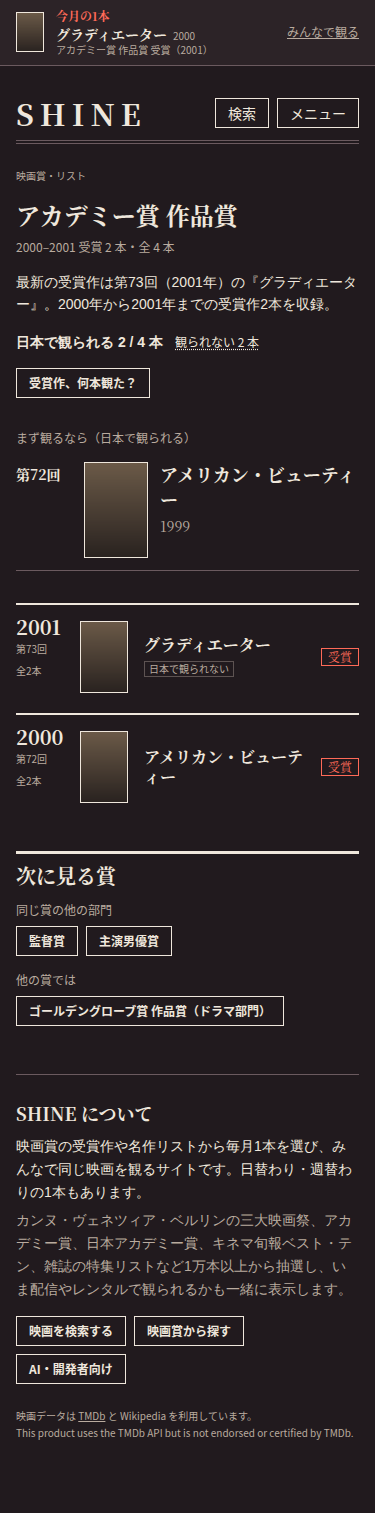 今月の1本
グラディエーター 2000
アカデミー賞 作品賞 受賞（2001）
みんなで観る
SHINE
検索
メニュー
映画賞・リスト
アカデミー賞 作品賞
2000–2001 受賞 2 本・全 4 本
最新の受賞作は第73回（2001年）の『グラディエータ
ー』。2000年から2001年までの受賞作2本を収録。
日本で観られる 2 / 4 本 観られない 2 本
受賞作、何本観た？
まず観るなら（日本で観られる）
第72回
アメリカン・ビューティ
ー
1999
2001
第73回
全2本
グラディエーター
日本で観られない
受賞
2000
第72回
全2本
アメリカン・ビューテ
ィー
受賞
次に見る賞
同じ賞の他の部門
監督賞
主演男優賞
他の賞では
ゴールデングローブ賞 作品賞（ドラマ部門）
SHINE について
映画賞の受賞作や名作リストから毎月1本を選び、み
んなで同じ映画を観るサイトです。日替わり・週替わ
りの1本もあります。
カンヌ・ヴェネツィア・ベルリンの三大映画祭、アカ
デミー賞、日本アカデミー賞、キネマ旬報ベスト・テ
ン、雑誌の特集リストなど1万本以上から抽選し、い
ま配信やレンタルで観られるかも一緒に表示します。
映画を検索する
映画賞から探す
AI・開発者向け
映画データは TMDb と Wikipedia を利用しています。
This product uses the TMDb API but is not endorsed or certified by TMDb.